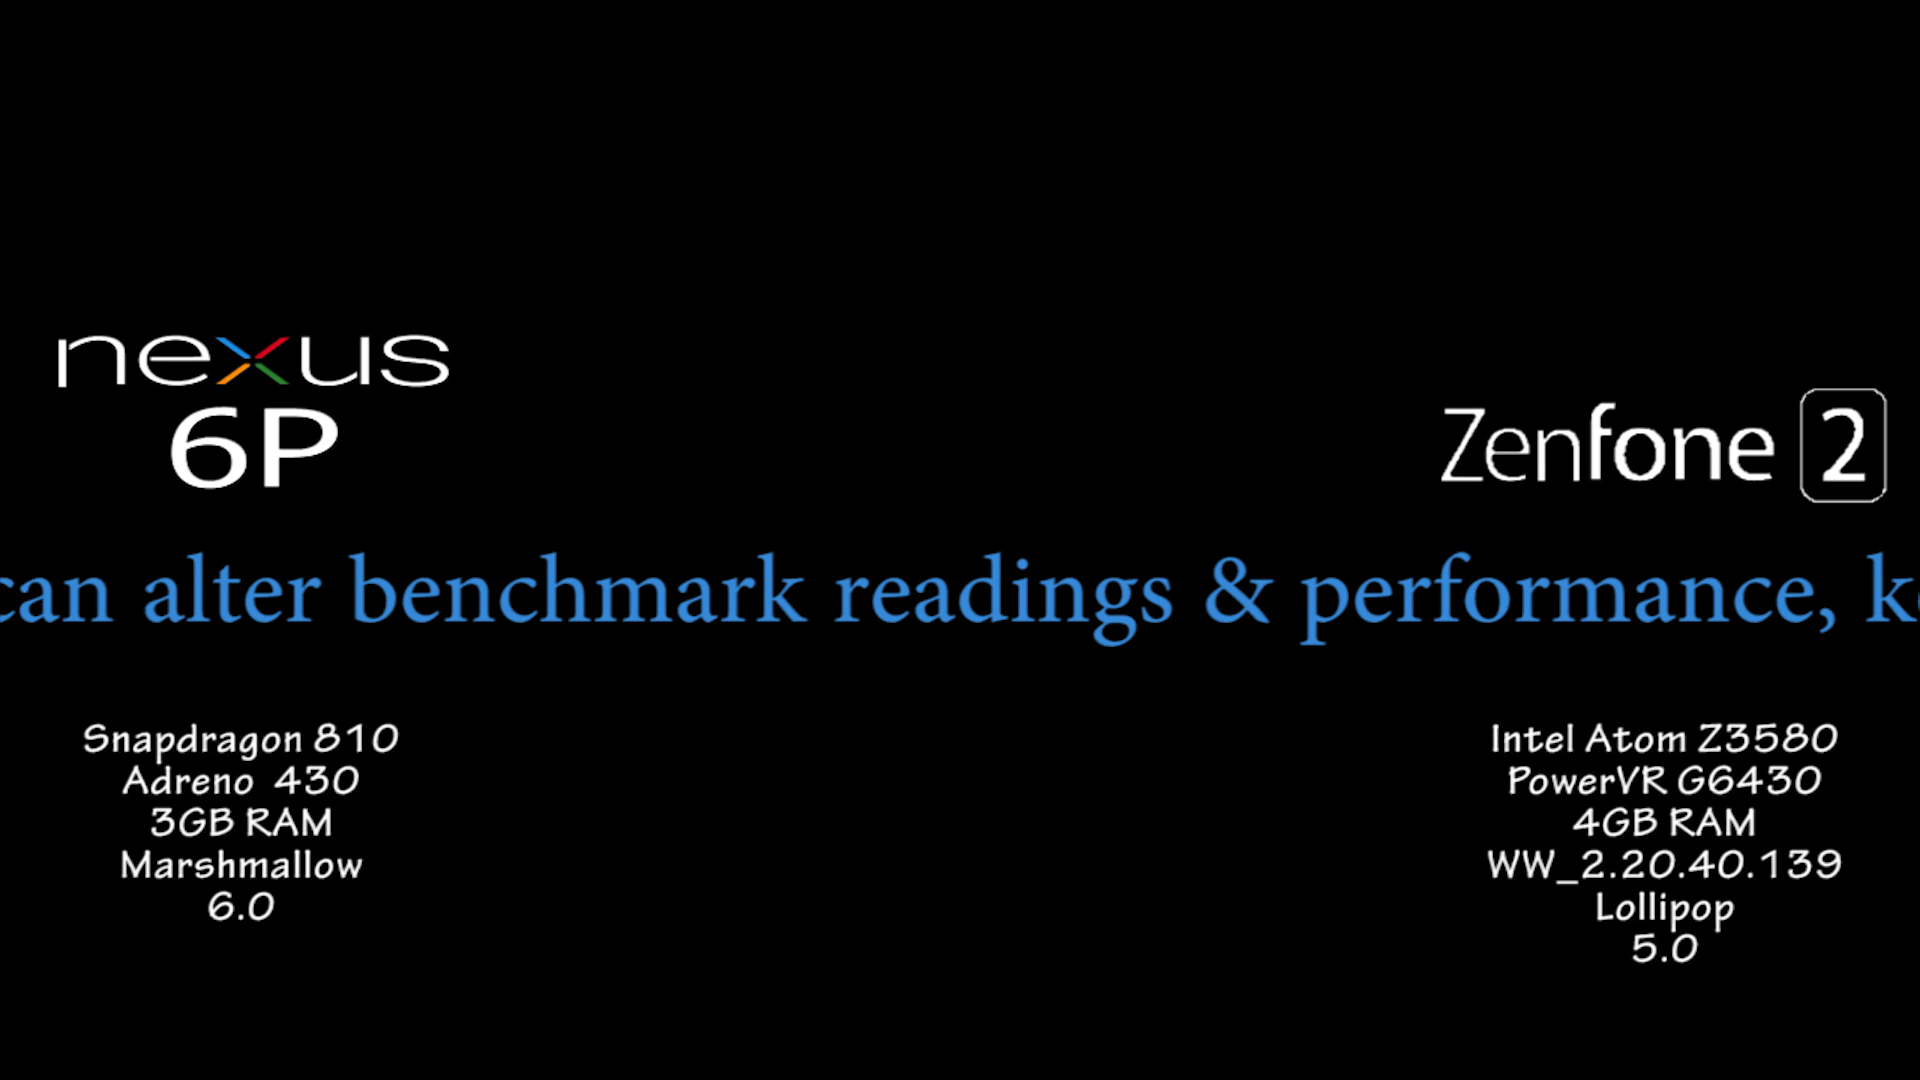 nexus
6P
Zenfone 2
can alter benchmark readings & performance,
Snapdragon 810
Adreno 430
3GB RAM
Marshmallow
6.0
Intel Atom Z3580
PowerVR G6430
4GB RAM
WW_2.20.40.139
Lollipop
5.0